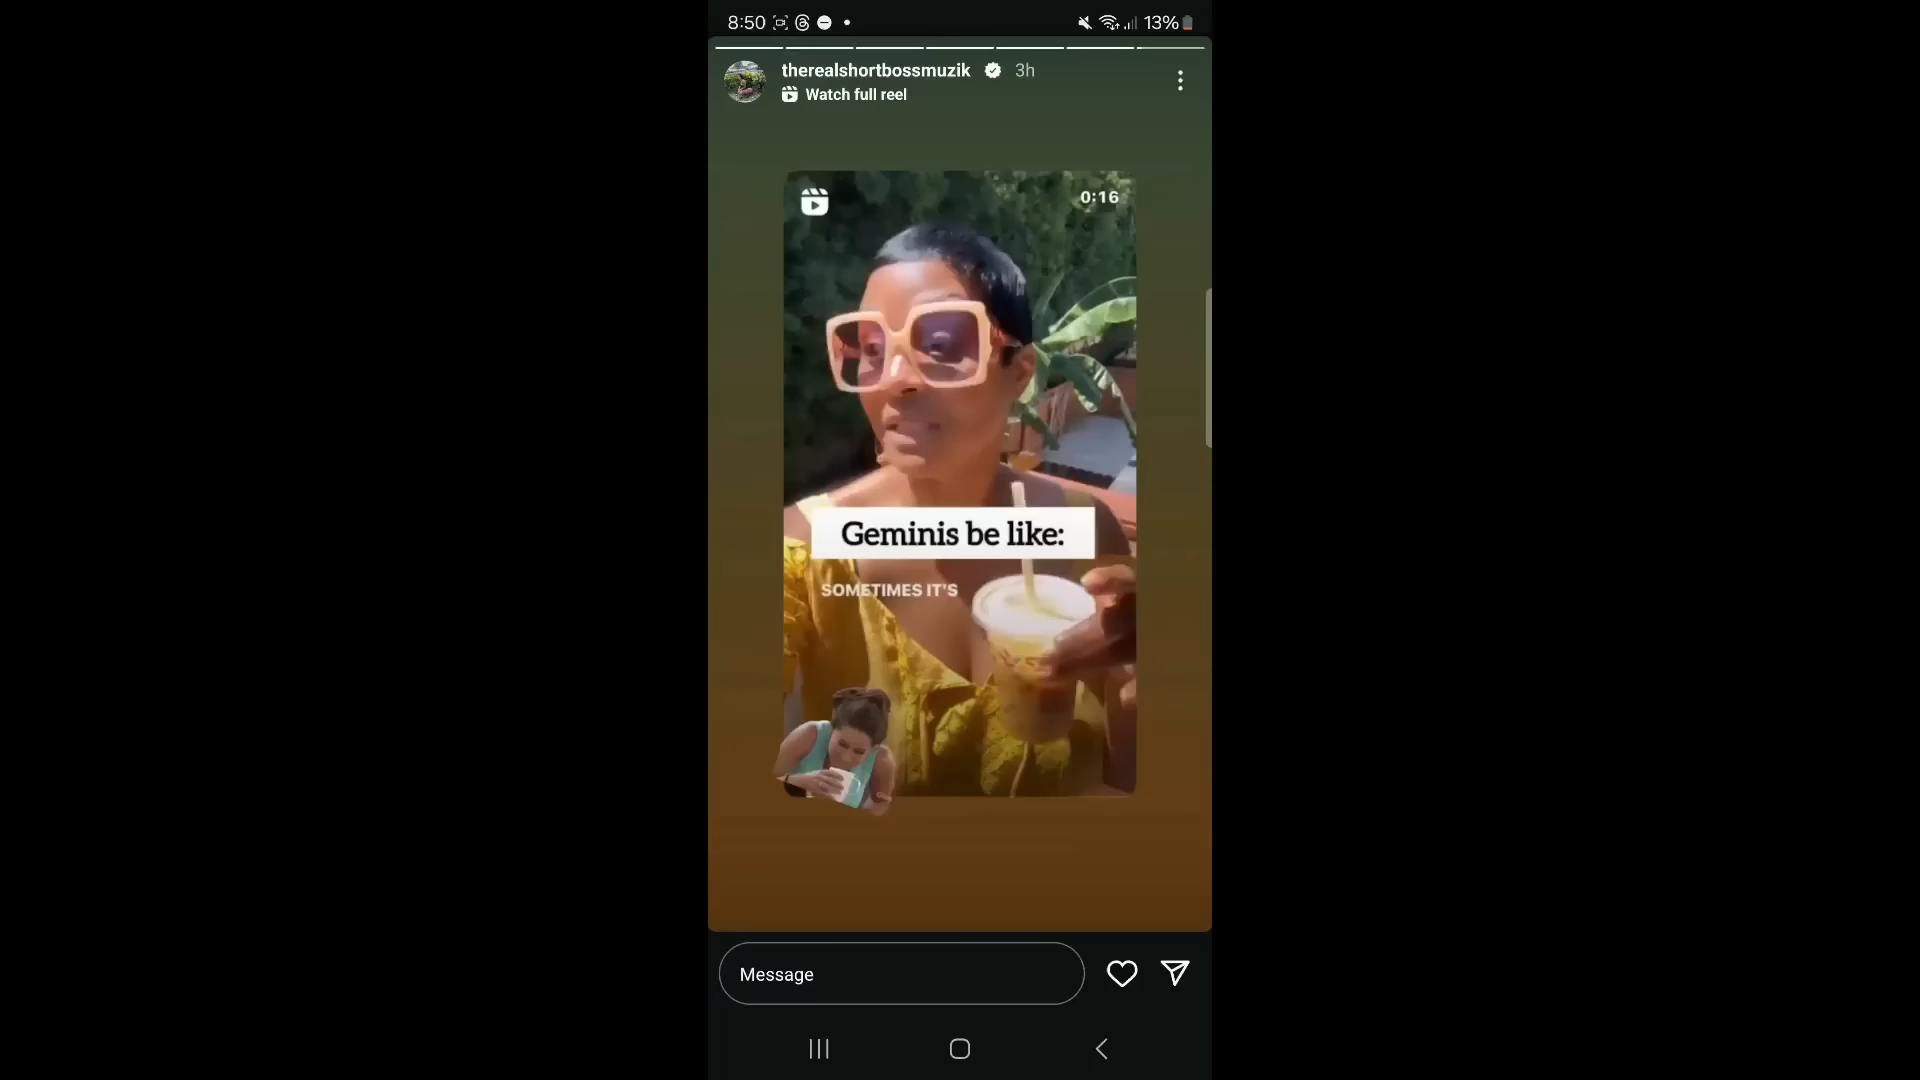 8:50
13%
therealshortbossmuzik 3h
Watch full reel
0:16
Geminis be like:
SOMETIMES IT'S
Message